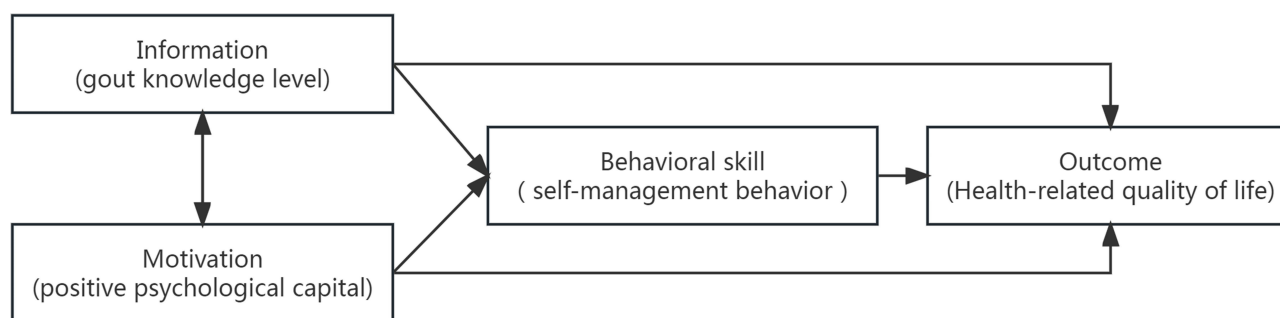 Information
(gout knowledge level)
Behavioral skill
( self-management behavior )
Outcome
(Health-related quality of life)
Motivation
(positive psychological capital)